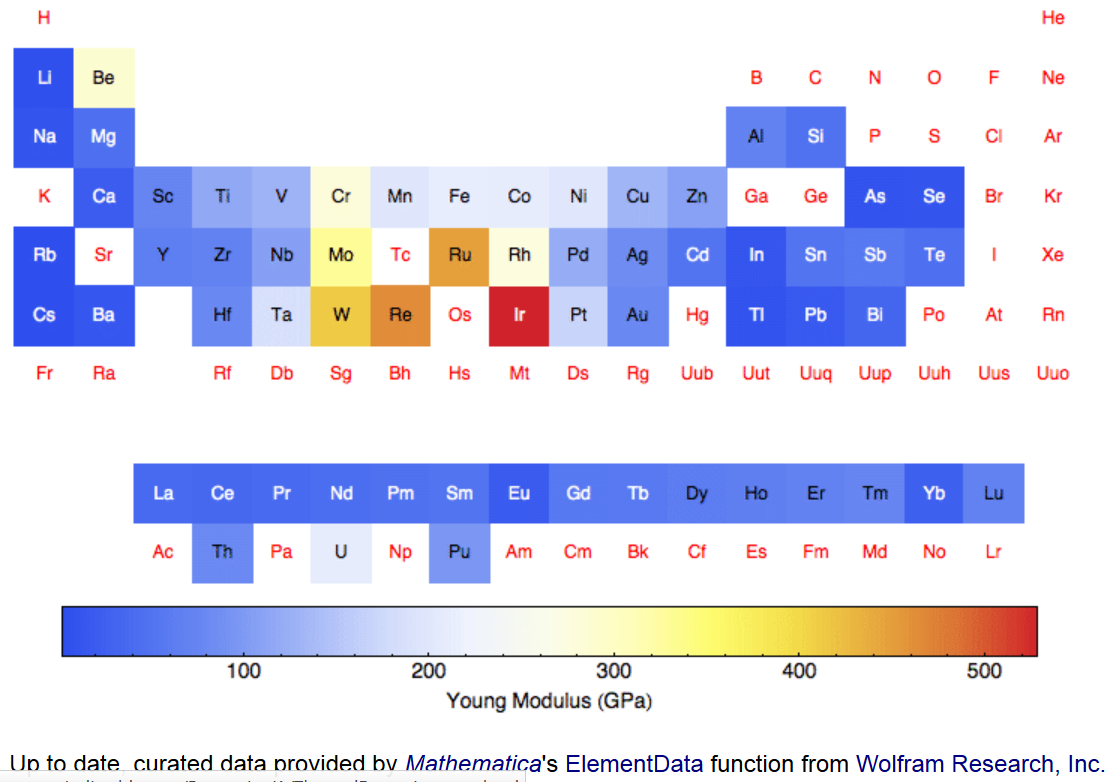 H He
Li Be B C N O F Ne
Na Mg Al Si P S Cl Ar
K Ca Sc Ti V Cr Mn Fe Co Ni Cu Zn Ga Ge As Se Br Kr
Rb Sr Y Zr Nb Mo Tc Ru Rh Pd Ag Cd In Sn Sb Te I Xe
Cs Ba Hf Ta W Re Os Ir Pt Au Hg Tl Pb Bi Po At Rn
Fr Ra Rf Db Sg Bh Hs Mt Ds Rg Uub Uut Uuq Uup Uuh Uus Uuo
La Ce Pr Nd Pm Sm Eu Gd Tb Dy Ho Er Tm Yb Lu
Ac Th Pa U Np Pu Am Cm Bk Cf Es Fm Md No Lr
100 200 300 400 500
Young Modulus (GPa)
Up to date, curated data provided by Mathematica's ElementData function from Wolfram Research, Inc.